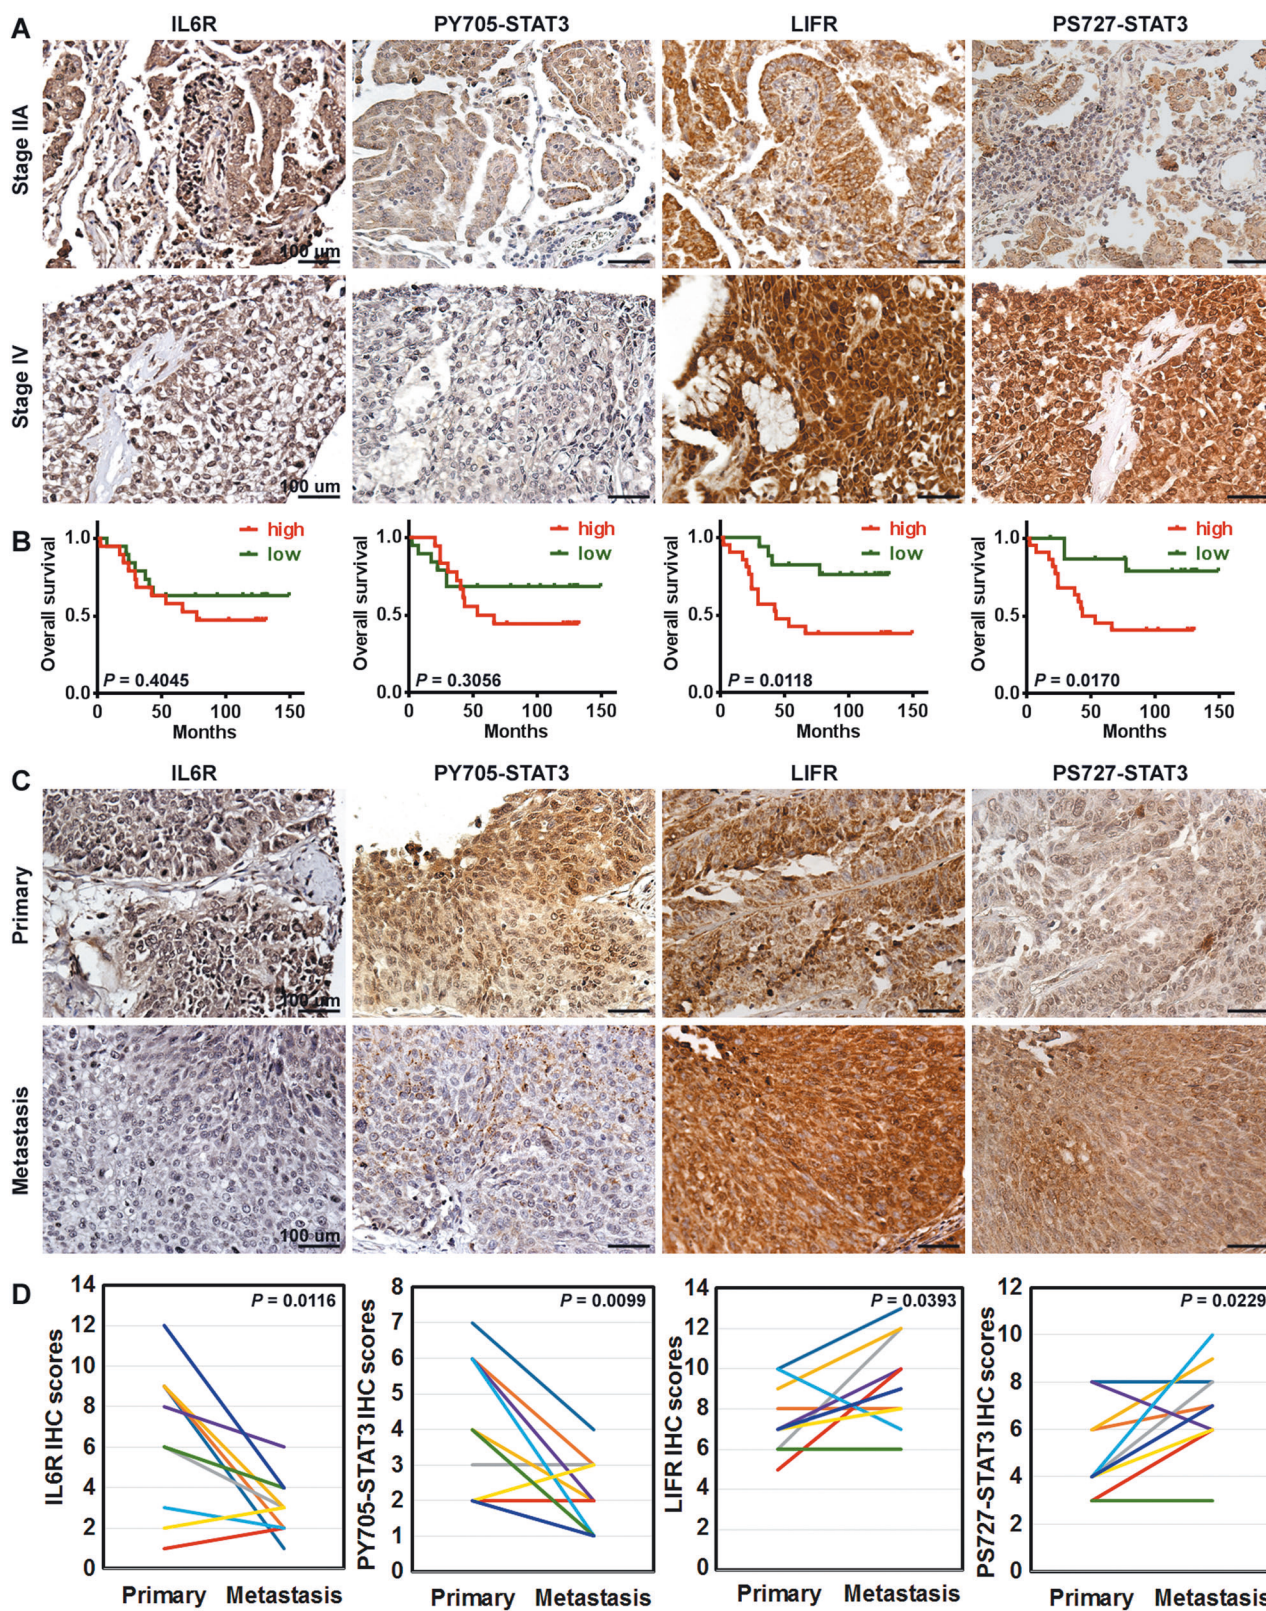 A
IL6R
PY705-STAT3
LIFR
PS727-STAT3
Stage IIA
100 um
Stage IV
100 um
B
1.0
0.5
0.0
Overall survival
high
low
P = 0.4045
0
50
100
150
Months
1.0
0.5
0.0
Overall survival
high
low
P = 0.3056
0
50
100
150
Months
1.0
0.5
0.0
Overall survival
high
low
P = 0.0118
0
50
100
150
Months
1.0
0.5
0.0
Overall survival
high
low
P = 0.0170
0
50
100
150
Months
C
IL6R
PY705-STAT3
LIFR
PS727-STAT3
Primary
100 um
Metastasis
100 um
D
IL6R IHC scores
14
12
10
8
6
4
2
0
P = 0.0116
Primary
Metastasis
PY705-STAT3 IHC scores
8
7
6
5
4
3
2
1
0
P = 0.0099
Primary
Metastasis
LIFR IHC scores
14
12
10
8
6
4
2
0
P = 0.0393
Primary
Metastasis
PS727-STAT3 IHC scores
12
10
8
6
4
2
0
P = 0.0229
Primary
Metastasis